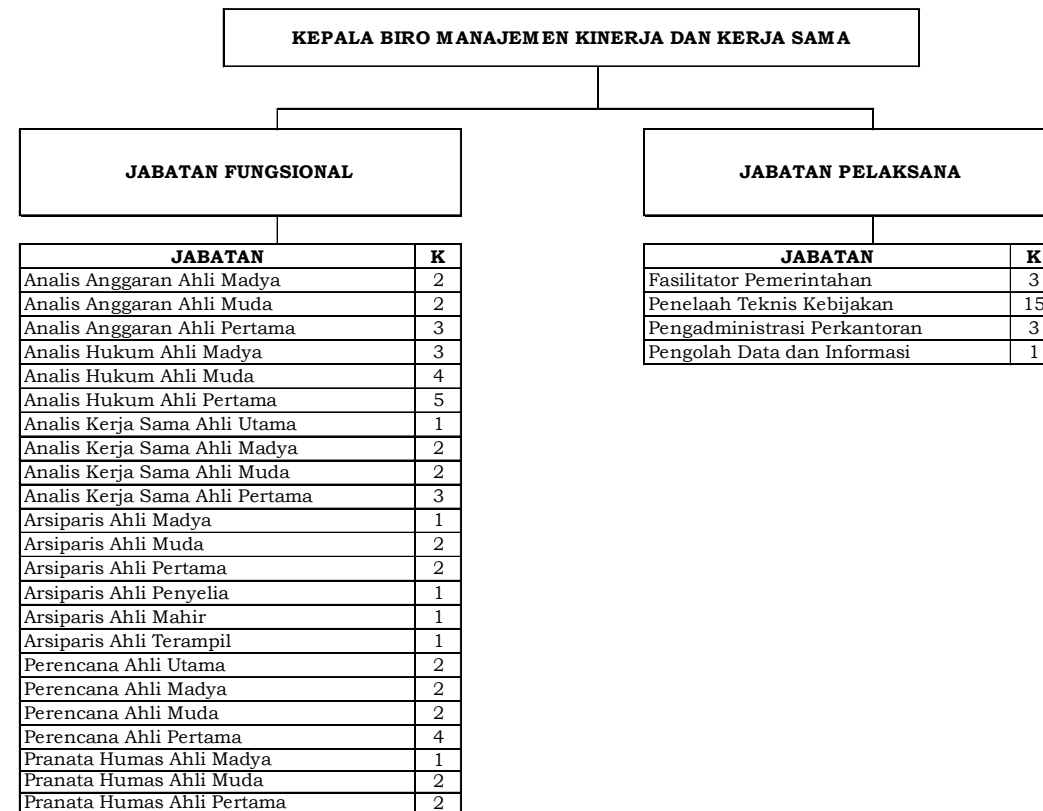 KEPALA BIRO MANAJEMEN KINERJA DAN KERJA SAMA
JABATAN FUNGSIONAL
JABATAN K
Analis Anggaran Ahli Madya 2
Analis Anggaran Ahli Muda 2
Analis Anggaran Ahli Pertama 3
Analis Hukum Ahli Madya 3
Analis Hukum Ahli Muda 4
Analis Hukum Ahli Pertama 5
Analis Kerja Sama Ahli Utama 1
Analis Kerja Sama Ahli Madya 2
Analis Kerja Sama Ahli Muda 2
Analis Kerja Sama Ahli Pertama 3
Arsiparis Ahli Madya 1
Arsiparis Ahli Muda 2
Arsiparis Ahli Pertama 2
Arsiparis Ahli Penyelia 1
Arsiparis Ahli Mahir 1
Arsiparis Ahli Terampil 1
Perencana Ahli Utama 2
Perencana Ahli Madya 2
Perencana Ahli Muda 2
Perencana Ahli Pertama 4
Pranata Humas Ahli Madya 1
Pranata Humas Ahli Muda 2
Pranata Humas Ahli Pertama 2
JABATAN PELAKSANA
JABATAN K
Fasilitator Pemerintahan 3
Penelaah Teknis Kebijakan 15
Pengadministrasi Perkantoran 3
Pengolah Data dan Informasi 1